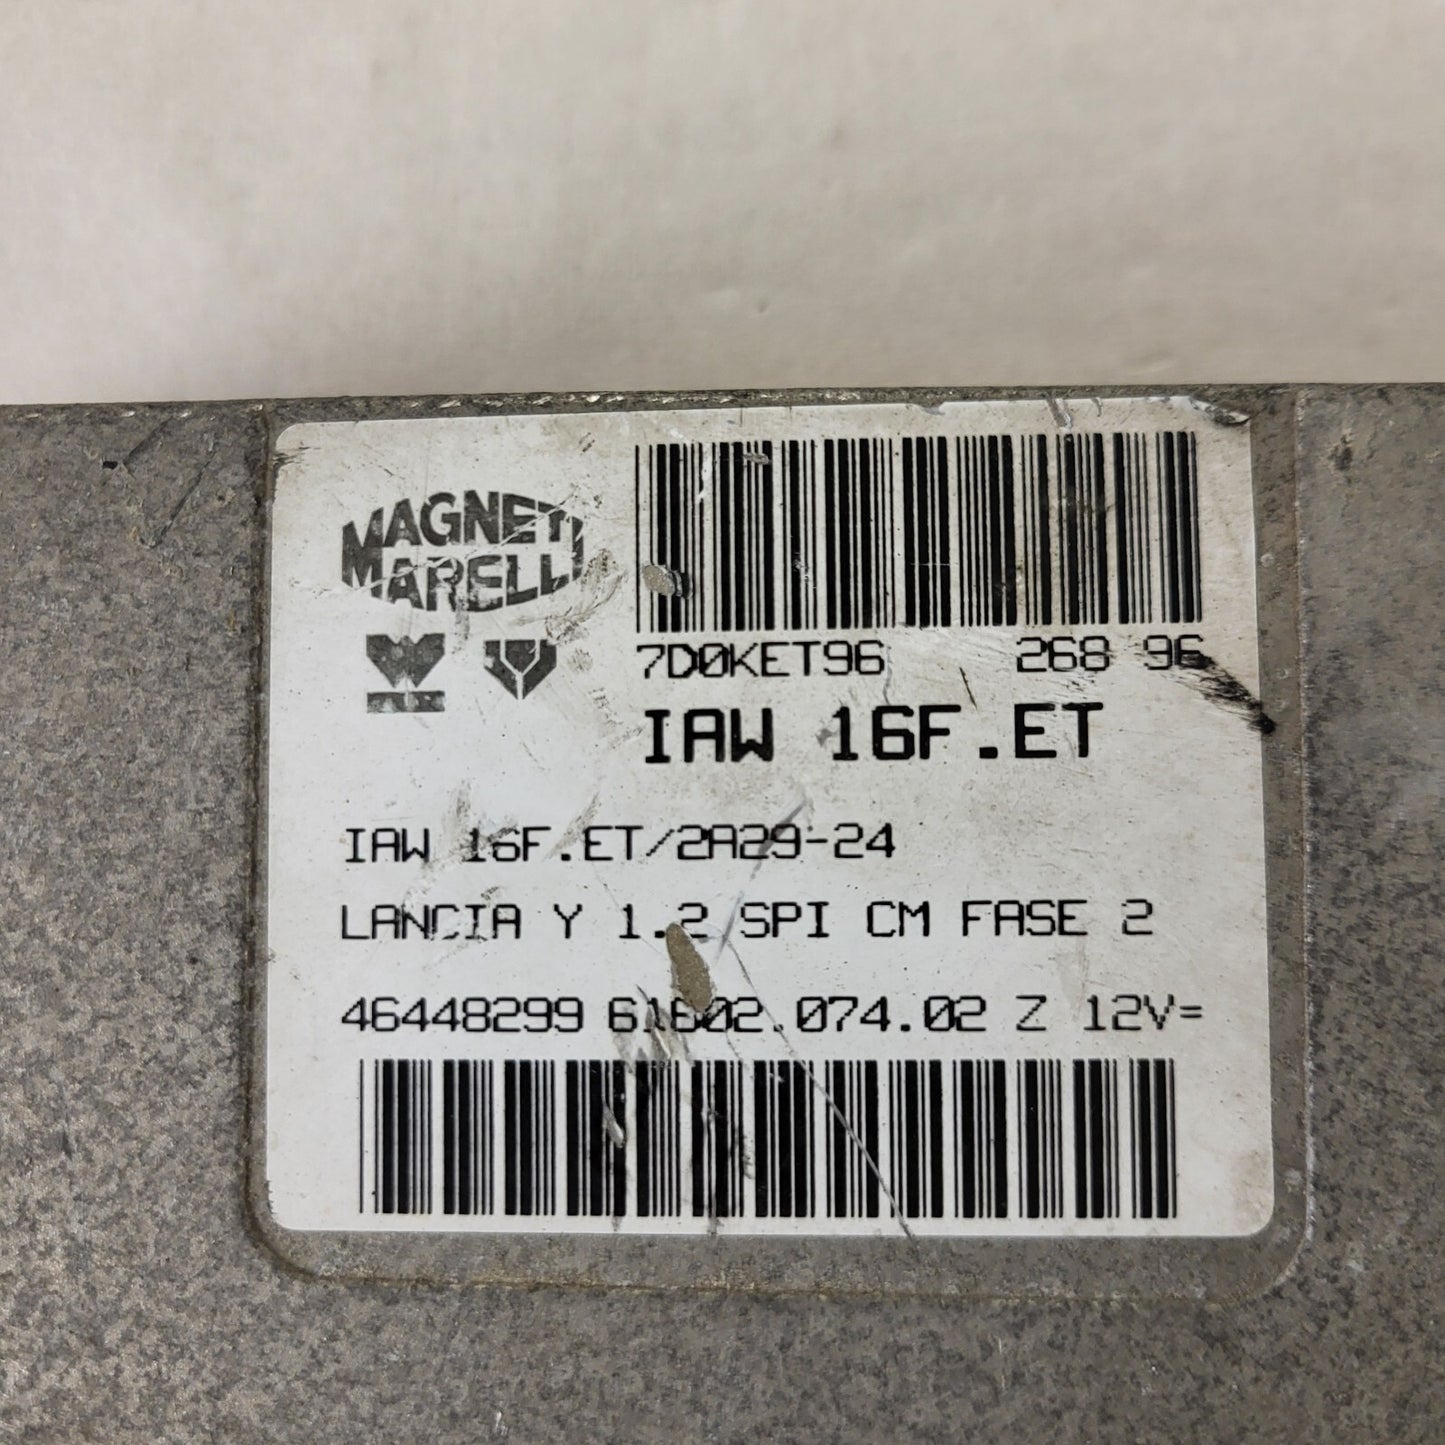 MAGNETI
MARELLI
7D0KET96 268 96
IAW 16F.ET
IAW 16F.ET/2A29-24
LANCIA Y 1.2 SPI CM FASE 2
46448299 61602.074.02 Z 12V=